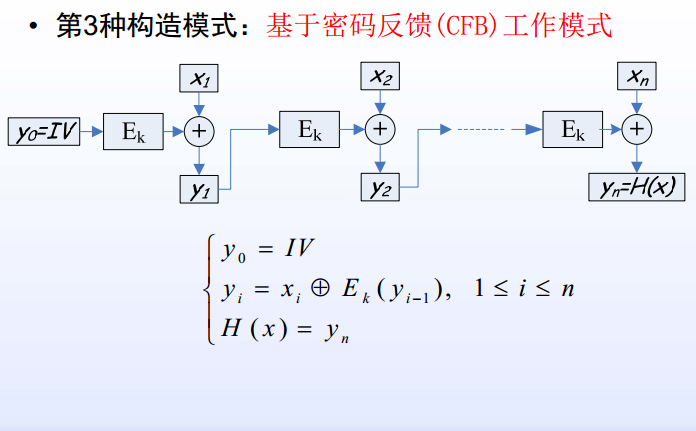 • 第3种构造模式：基于密码反馈(CFB)工作模式
x₁ x₂ xₙ
y₀=IV Eₖ + Eₖ + Eₖ +
y₁ y₂ yₙ=H(x)
y₀ = IV
yᵢ = xᵢ ⊕ Eₖ(yᵢ₋₁), 1 ≤ i ≤ n
H(x) = yₙ